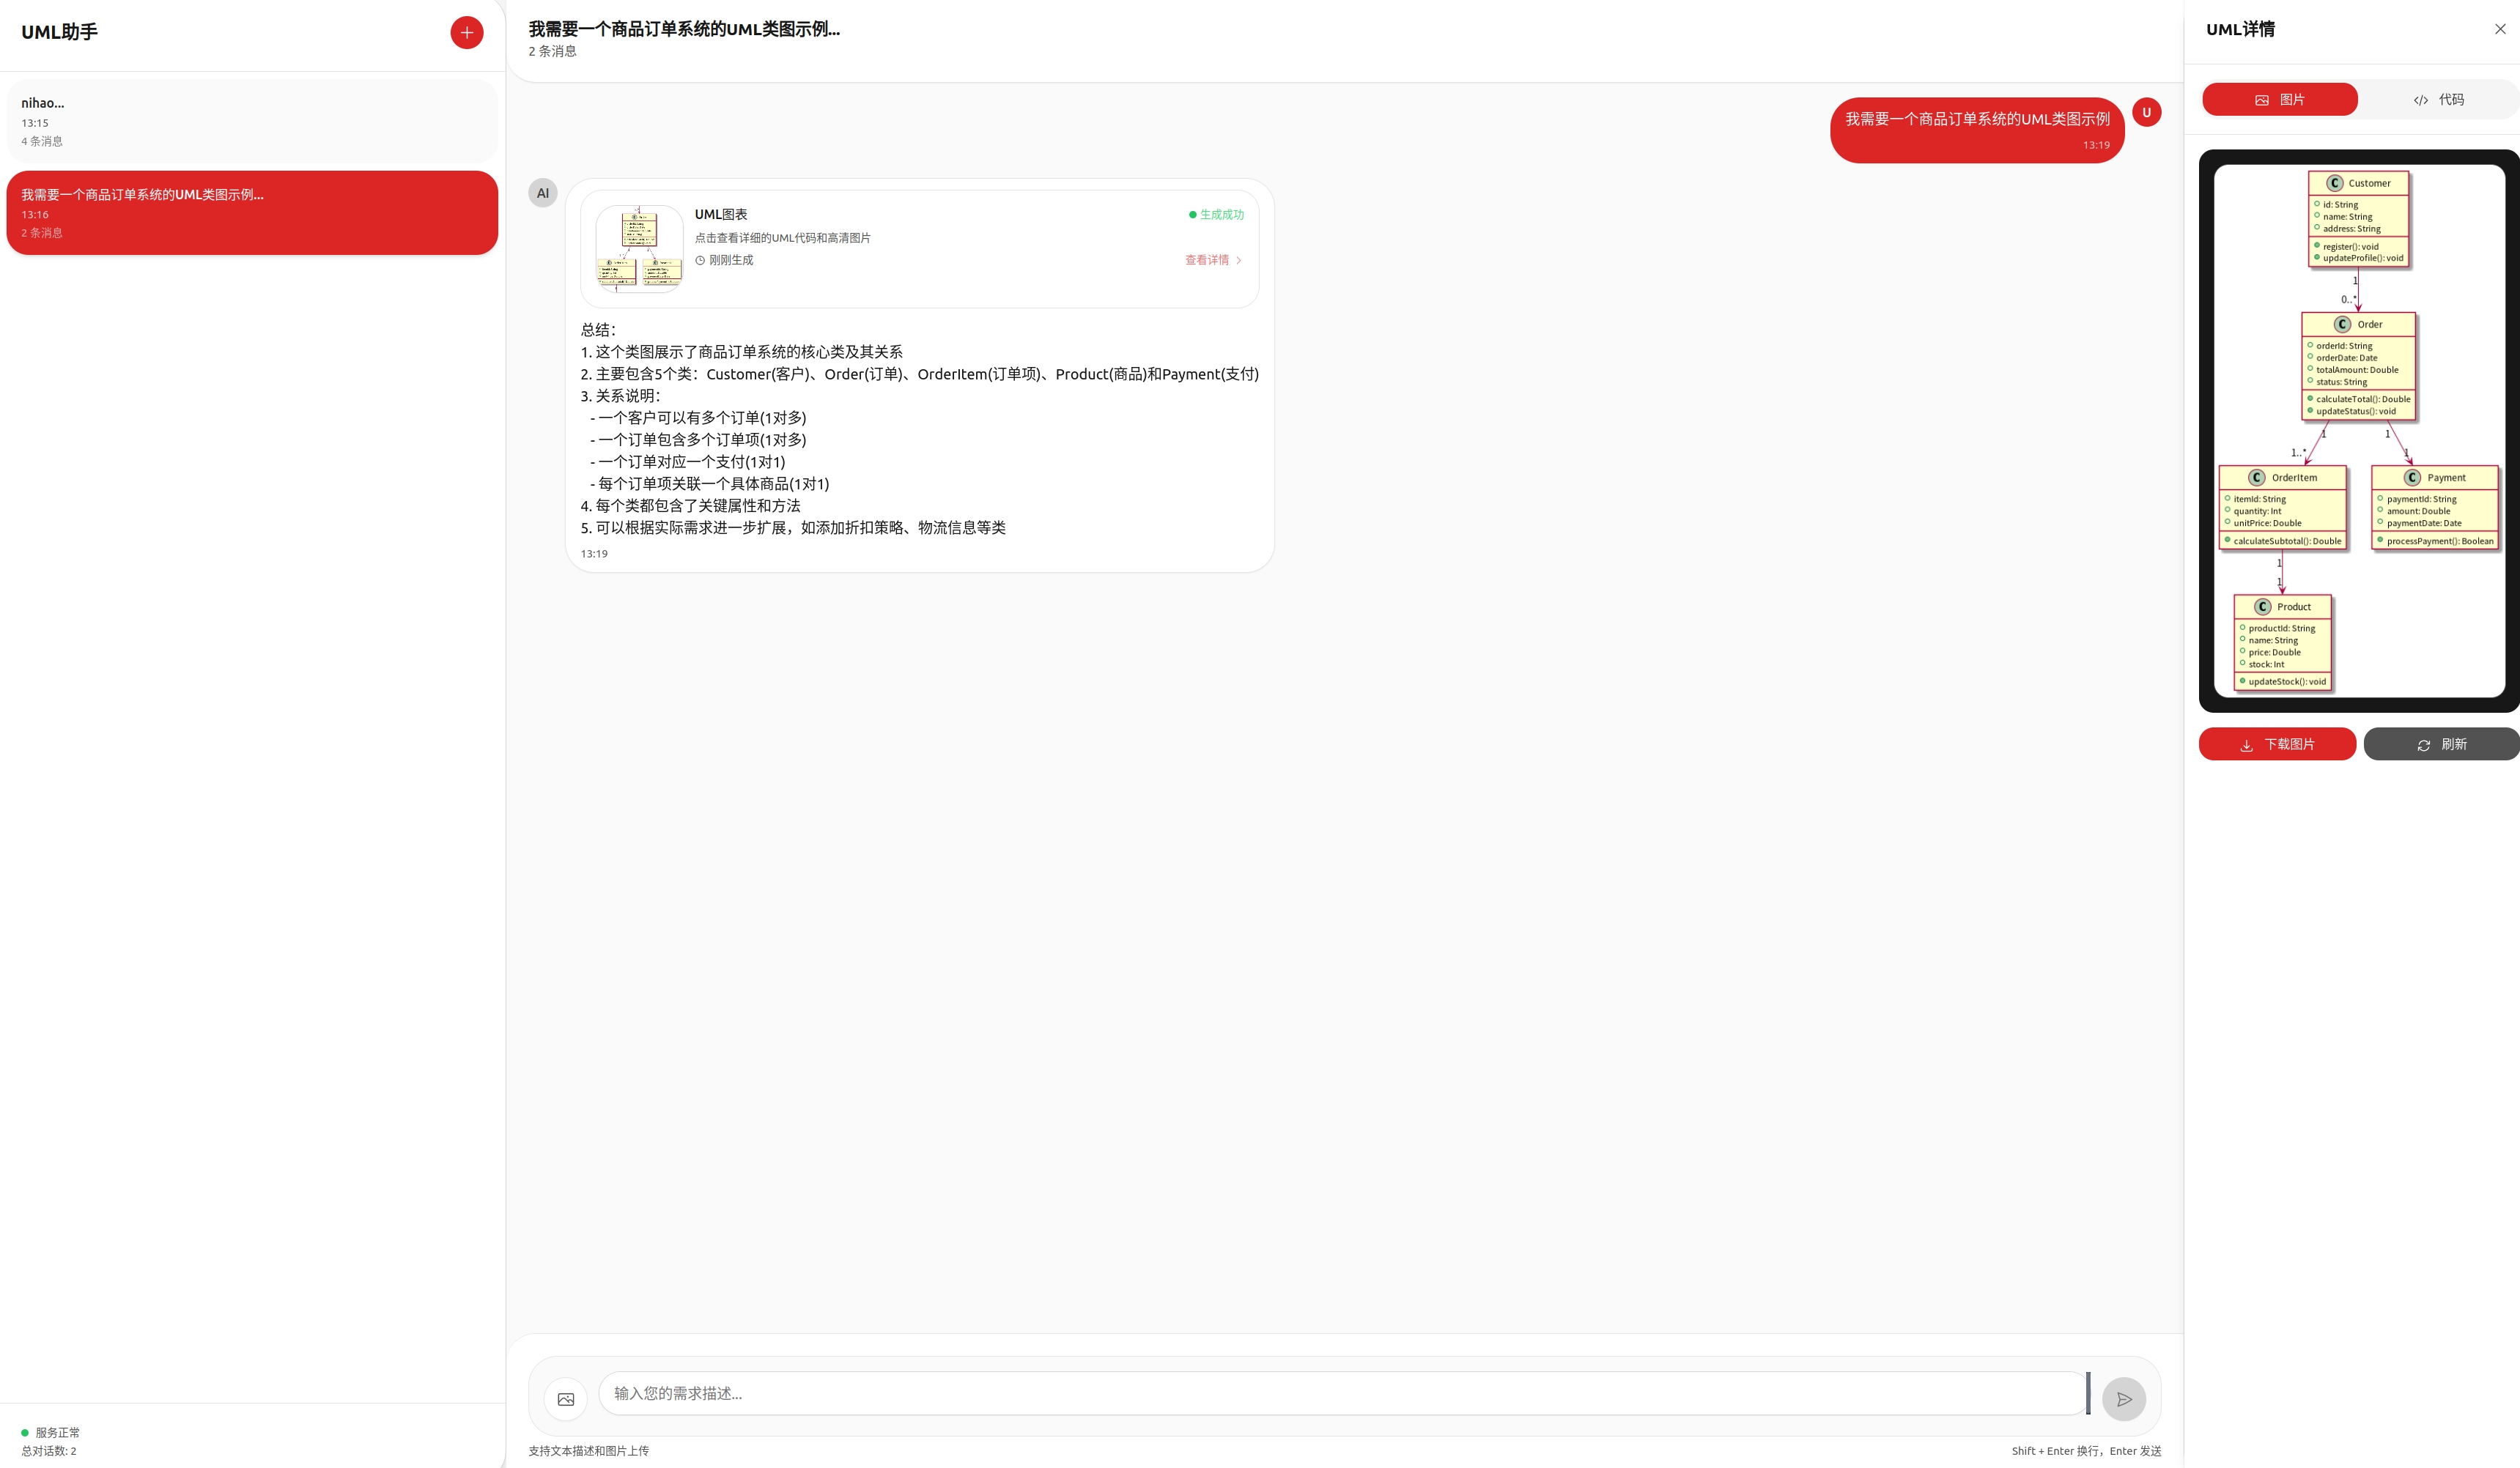 UML助手
nihao...
13:15
4 条消息
我需要一个商品订单系统的UML类图示例...
13:16
2 条消息
服务正常
总对话数: 2
我需要一个商品订单系统的UML类图示例...
2 条消息
我需要一个商品订单系统的UML类图示例
13:19
U
AI
UML图表
生成成功
点击查看详细的UML代码和高清图片
刚刚生成
查看详情
总结：
1. 这个类图展示了商品订单系统的核心类及其关系
2. 主要包含5个类：Customer(客户)、Order(订单)、OrderItem(订单项)、Product(商品)和Payment(支付)
3. 关系说明：
- 一个客户可以有多个订单(1对多)
- 一个订单包含多个订单项(1对多)
- 一个订单对应一个支付(1对1)
- 每个订单项关联一个具体商品(1对1)
4. 每个类都包含了关键属性和方法
5. 可以根据实际需求进一步扩展，如添加折扣策略、物流信息等类
13:19
输入您的需求描述...
支持文本描述和图片上传
Shift + Enter 换行，Enter 发送
UML详情
图片
</> 代码
C Customer
id: String
name: String
address: String
register(): void
updateProfile(): void
1
0..*
C Order
orderId: String
orderDate: Date
totalAmount: Double
status: String
calculateTotal(): Double
updateStatus(): void
1
1
1..*
1
C OrderItem
itemId: String
quantity: Int
unitPrice: Double
calculateSubtotal(): Double
C Payment
paymentId: String
amount: Double
paymentDate: Date
processPayment(): Boolean
1
1
C Product
productId: String
name: String
price: Double
stock: Int
updateStock(): void
下载图片
刷新